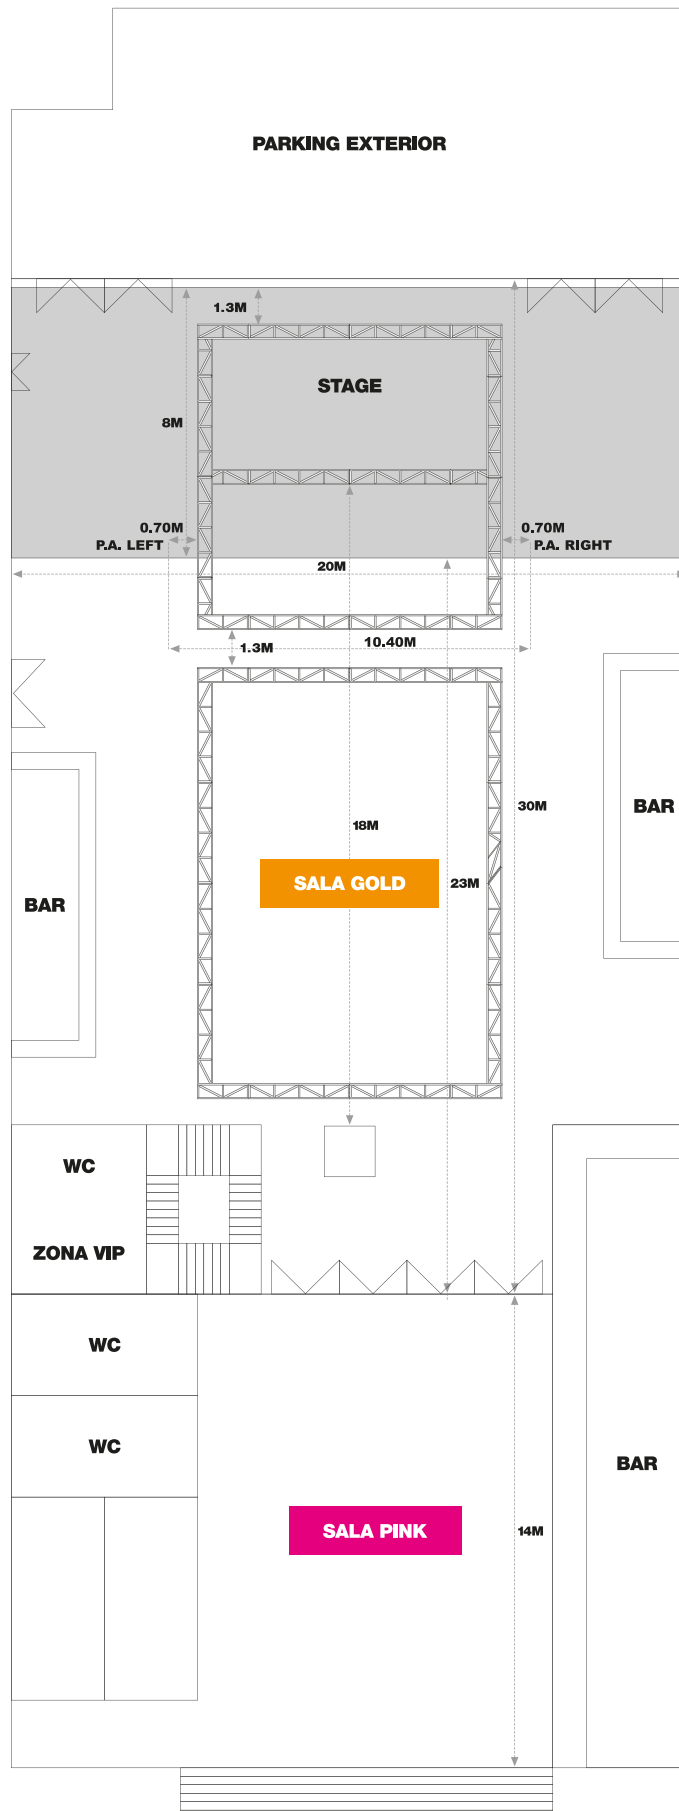 PARKING EXTERIOR
1.3M
STAGE
8M
0.70M
P.A. LEFT
0.70M
P.A. RIGHT
20M
10.40M
1.3M
30M
BAR
18M
SALA GOLD
23M
BAR
WC
ZONA VIP
WC
WC
BAR
SALA PINK
14M